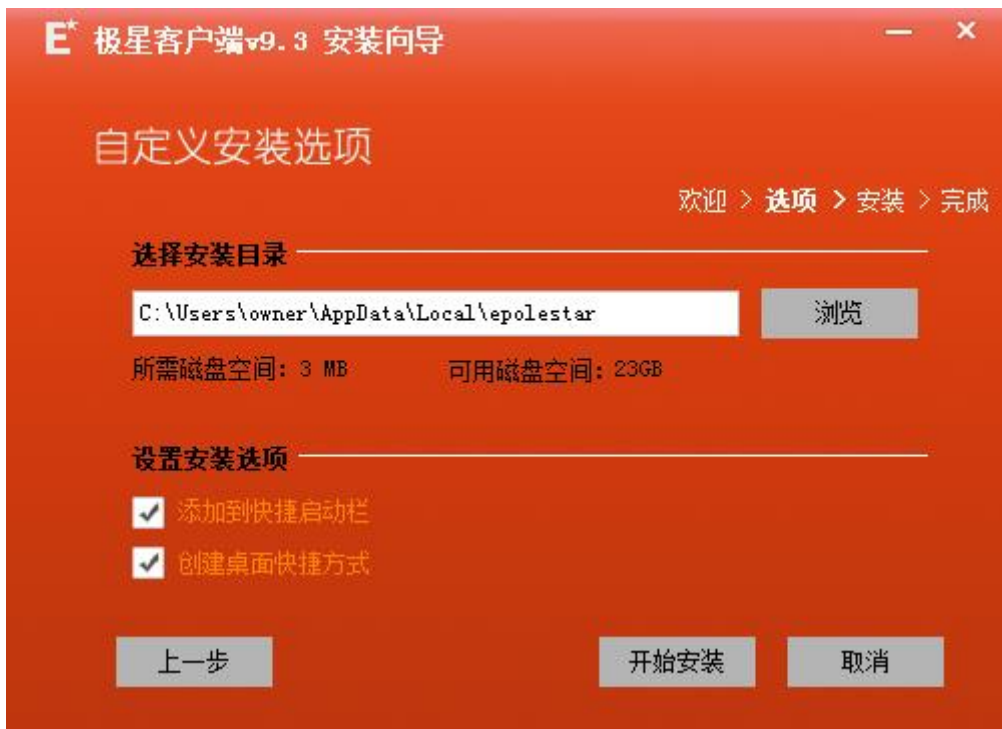 E* 极星客户端v9.3 安装向导
自定义安装选项
欢迎 > 选项 > 安装 > 完成
选择安装目录
C:\Users\owner\AppData\Local\epolestar 浏览
所需磁盘空间: 3 MB 可用磁盘空间: 23GB
设置安装选项
添加到快捷启动栏
创建桌面快捷方式
上一步 开始安装 取消